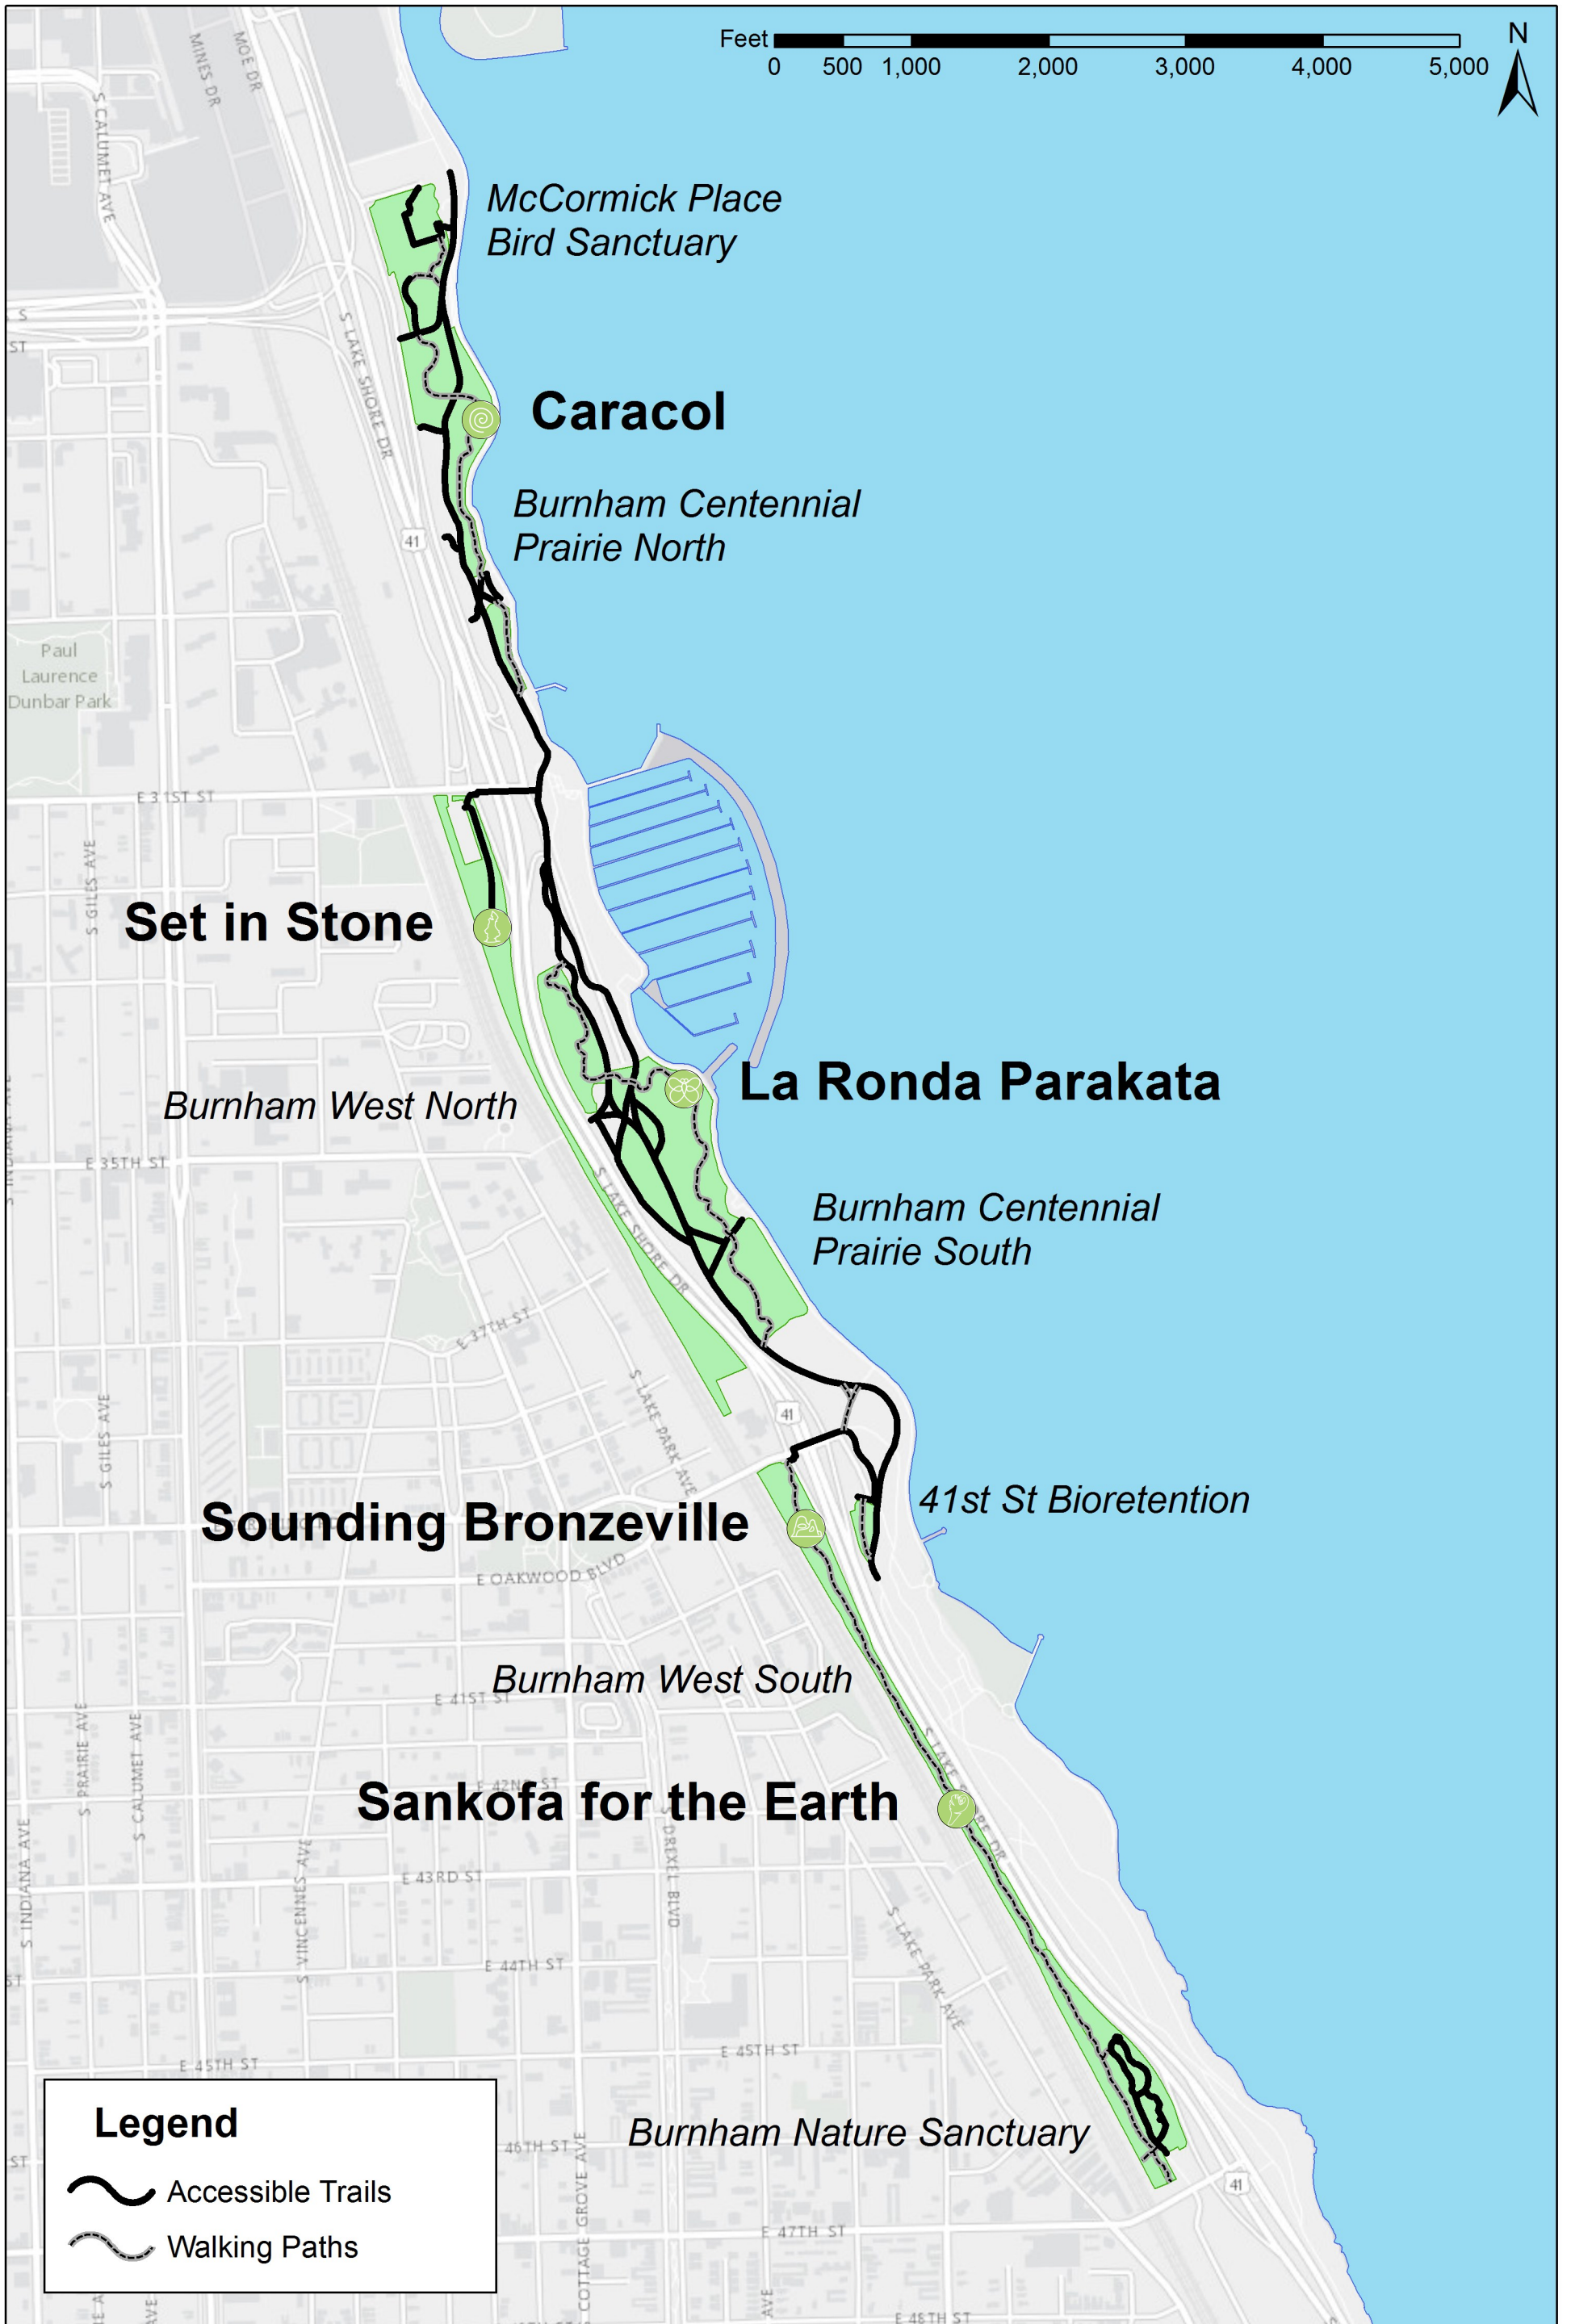 Feet
0 500 1,000 2,000 3,000 4,000 5,000
N
MINES DR
MOE DR
S CALUMET AVE
McCormick Place
Bird Sanctuary
S
ST
S LAKE SHORE DR
Caracol
Burnham Centennial
Prairie North
41
Paul
Laurence
Dunbar Park
E 31ST ST
S GILES AVE
Set in Stone
La Ronda Parakata
Burnham West North
E 35TH ST
S LAKE SHORE DR
Burnham Centennial
Prairie South
E 37TH ST
S LAKE PARK AVE
41
S GILES AVE
41st St Bioretention
Sounding Bronzeville
E OAKWOOD BLVD
Burnham West South
E 41ST ST
S PRAIRIE AVE
S CALUMET AVE
E 42ND ST
Sankofa for the Earth
S INDIANA AVE
S VINCENNES AVE
E 43RD ST
S DREXEL BLVD
S LAKE PARK AVE
E 44TH ST
ST
E 45TH ST
E 45TH ST
Burnham Nature Sanctuary
46TH ST
ST
41
S COTTAGE GROVE AVE
E 47TH ST
AVE
AVE
E 48TH ST
Legend
Accessible Trails
Walking Paths